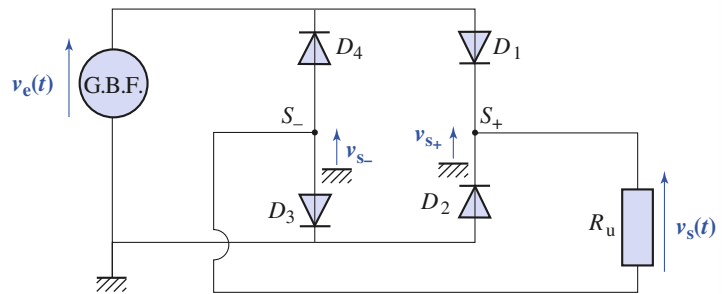 D₄
D₁
vₑ(t)
G.B.F.
S₋
S₊
vₛ₋
vₛ₊
D₃
D₂
Rᵤ
vₛ(t)